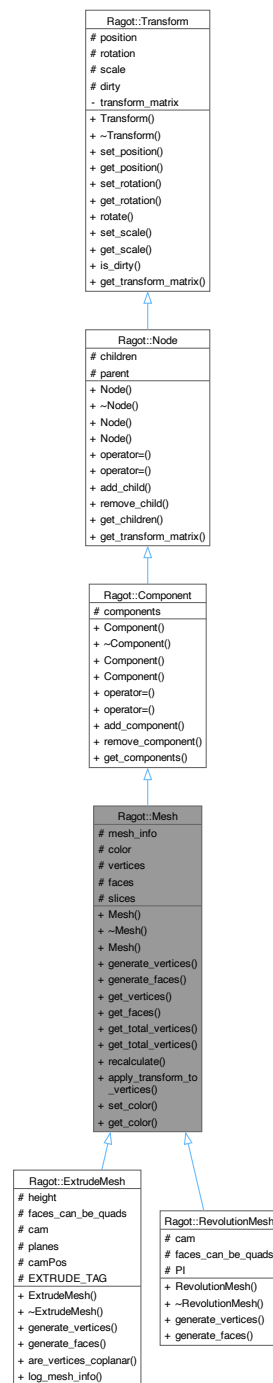 Ragot::Transform
# position
# rotation
# scale
# dirty
- transform_matrix
+ Transform()
+ ~Transform()
+ set_position()
+ get_position()
+ set_rotation()
+ get_rotation()
+ rotate()
+ set_scale()
+ get_scale()
+ is_dirty()
+ get_transform_matrix()
Ragot::Node
# children
# parent
+ Node()
+ ~Node()
+ Node()
+ Node()
+ operator=()
+ operator=()
+ add_child()
+ remove_child()
+ get_children()
+ get_transform_matrix()
Ragot::Component
# components
+ Component()
+ ~Component()
+ Component()
+ Component()
+ operator=()
+ operator=()
+ add_component()
+ remove_component()
+ get_components()
Ragot::Mesh
# mesh_info
# color
# vertices
# faces
# slices
+ Mesh()
+ ~Mesh()
+ Mesh()
+ generate_vertices()
+ generate_faces()
+ get_vertices()
+ get_faces()
+ get_total_vertices()
+ get_total_vertices()
+ recalculate()
+ apply_transform_to
_vertices()
+ set_color()
+ get_color()
Ragot::ExtrudeMesh
# height
# faces_can_be_quads
# cam
# planes
# camPos
# EXTRUDE_TAG
+ ExtrudeMesh()
+ ~ExtrudeMesh()
+ generate_vertices()
+ generate_faces()
+ are_vertices_coplanar()
+ log_mesh_info()
Ragot::RevolutionMesh
# cam
# faces_can_be_quads
# PI
+ RevolutionMesh()
+ ~RevolutionMesh()
+ generate_vertices()
+ generate_faces()